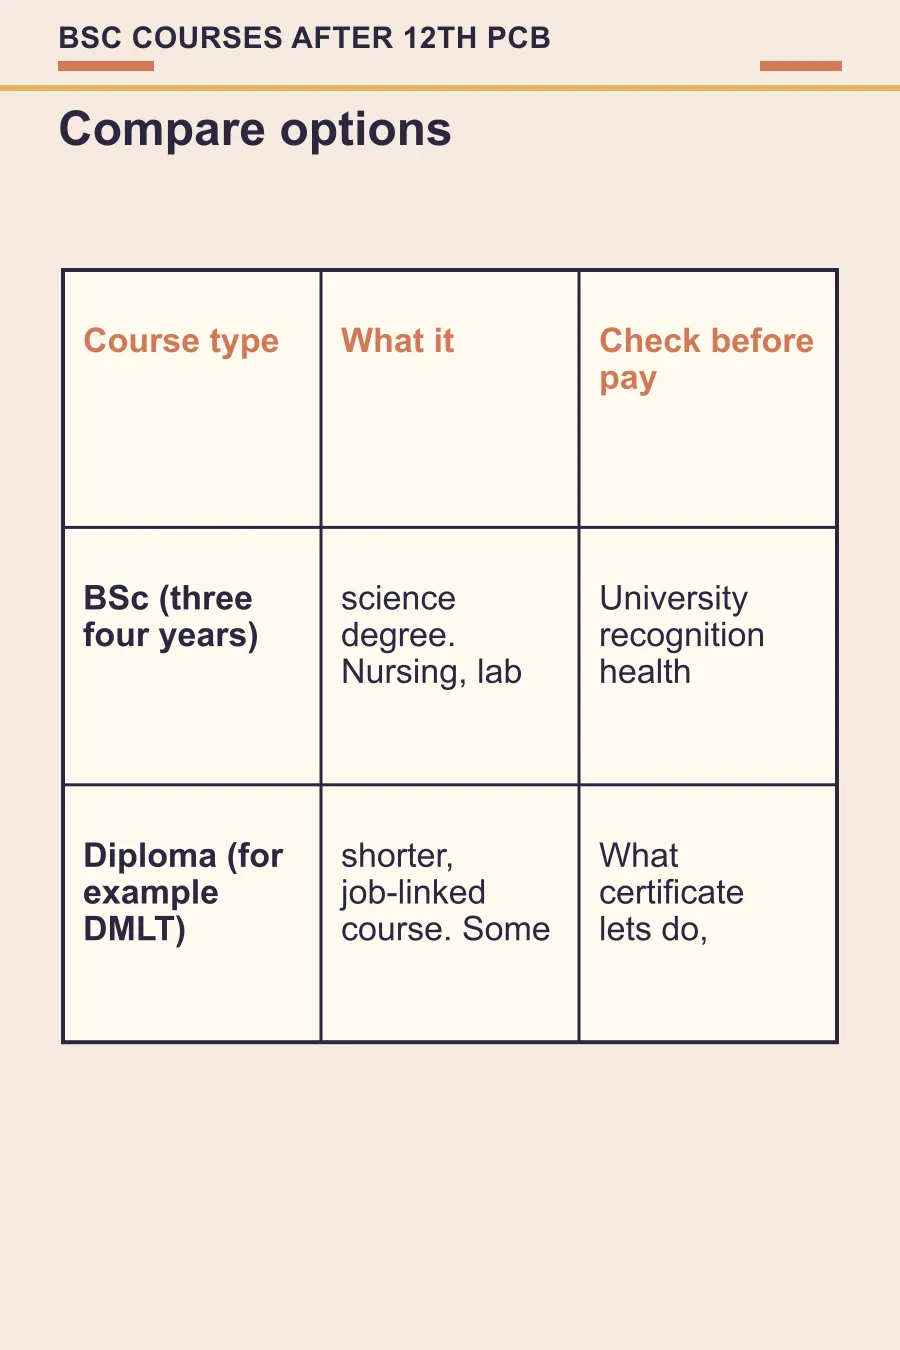 BSC COURSES AFTER 12TH PCB
Compare options
Course type
What it
Check before
pay
BSc (three
four years)
science
degree.
Nursing, lab
University
recognition
health
Diploma (for
example
DMLT)
shorter,
job-linked
course. Some
What
certificate
lets do,